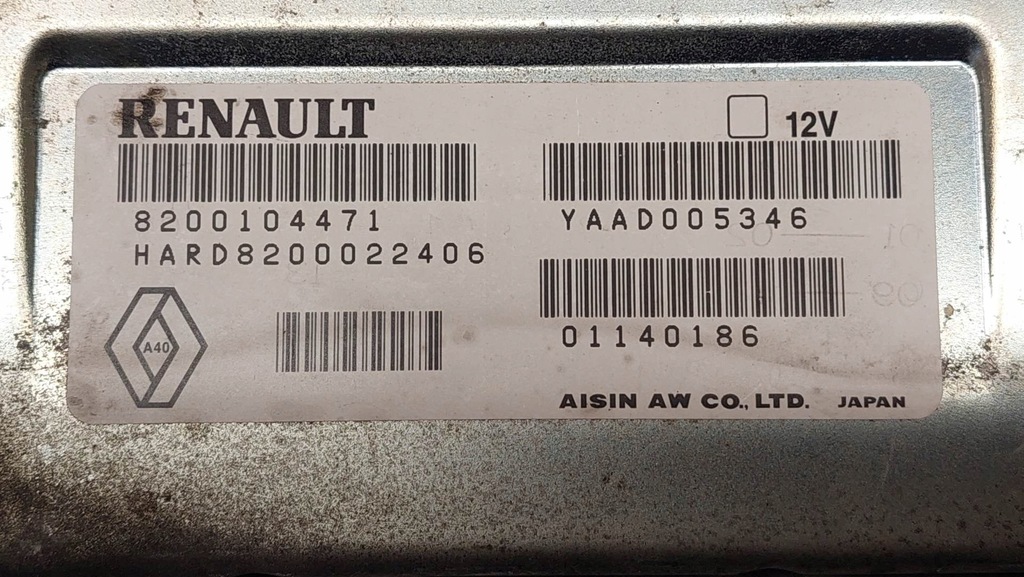 RENAULT
12V
8200104471
YAAD005346
HARD8200022406
01140186
A40
AISIN AW CO., LTD. JAPAN